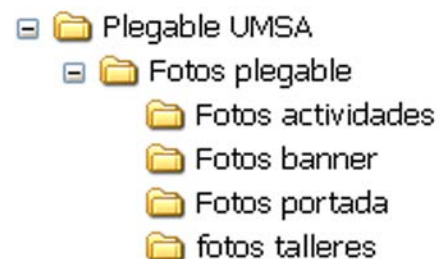 Plegable UMSA
Fotos plegable
Fotos actividades
Fotos banner
Fotos portada
fotos talleres